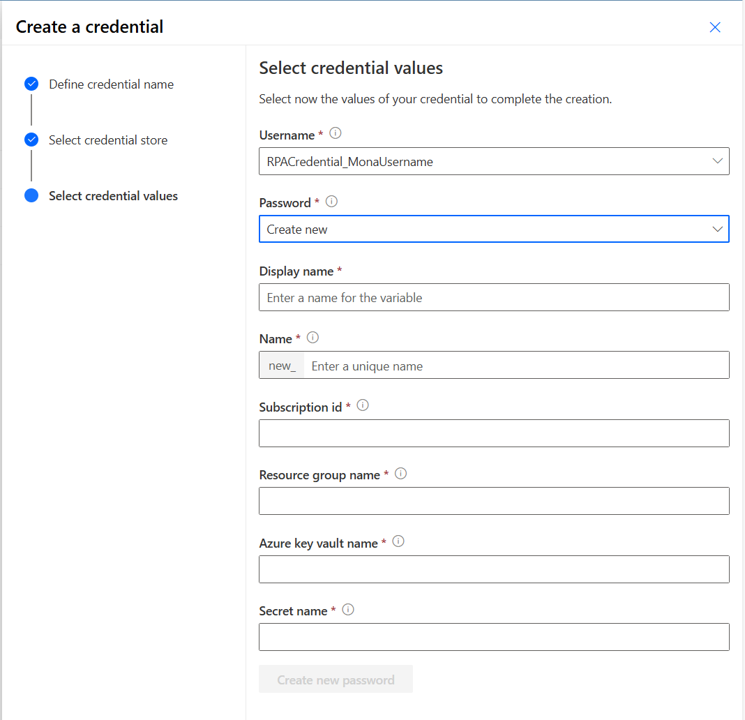 Create a credential
Define credential name
Select credential store
Select credential values
Select credential values
Select now the values of your credential to complete the creation.
Username *
RPACredential_MonaUsername
Password *
Create new
Display name *
Enter a name for the variable
Name *
new_ Enter a unique name
Subscription id *
Resource group name *
Azure key vault name *
Secret name *
Create new password